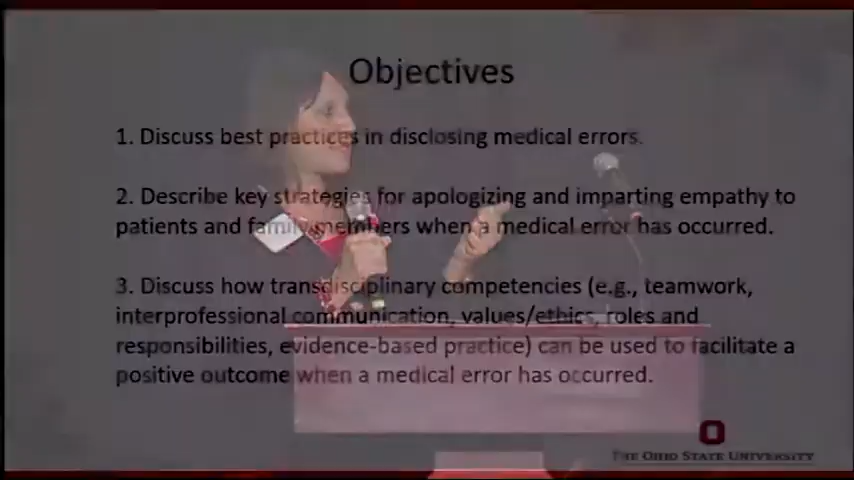 Objectives
1. Discuss best practices in disclosing medical errors.
2. Describe key strategies for apologizing and imparting empathy to
patients and family members when a medical error has occurred.
3. Discuss how transdisciplinary competencies (e.g., teamwork,
interprofessional communication, values/ethics, roles and
responsibilities, evidence-based practice) can be used to facilitate a
positive outcome when a medical error has occurred.
THE OHIO STATE UNIVERSITY